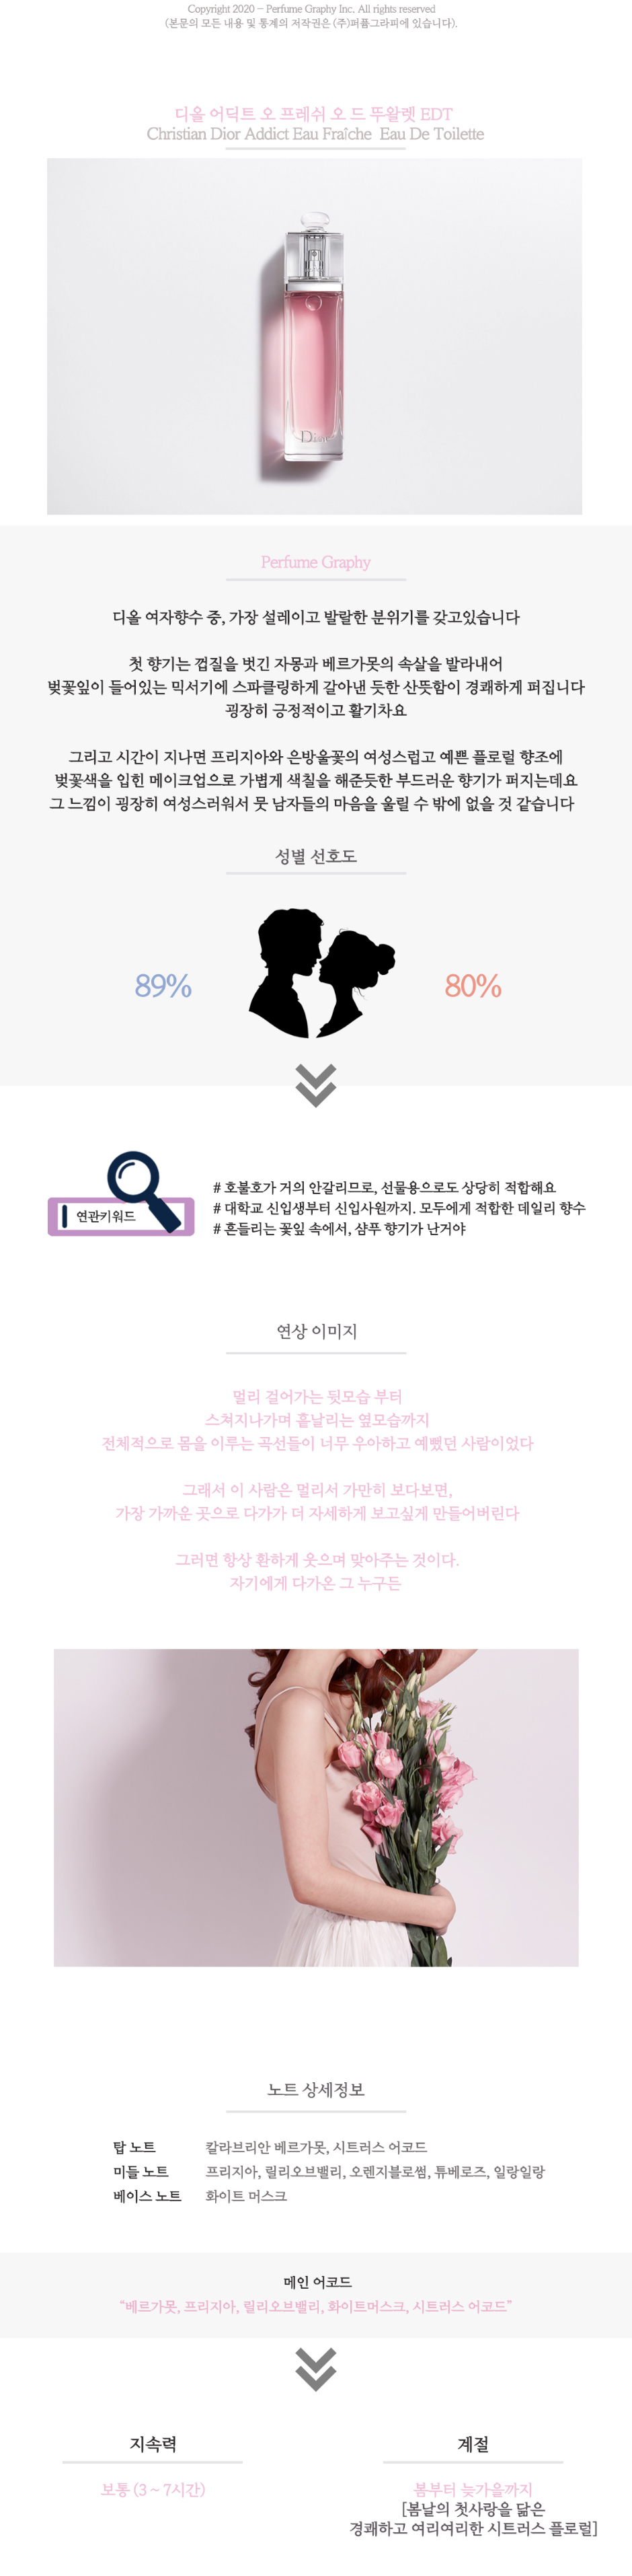 Copyright 2020 - Perfume Graphy Inc. All rights reserved
(본문의 모든 내용 및 통계의 저작권은 (주)퍼퓸그라피에 있습니다).
디올 어딕트 오 프레쉬 오 드 뚜왈렛 EDT
Christian Dior Addict Eau Fraîche Eau De Toilette
Dior
Perfume Graphy
디올 여자향수 중, 가장 설레이고 발랄한 분위기를 갖고있습니다
첫 향기는 껍질을 벗긴 자몽과 베르가못의 속살을 발라내어
벚꽃잎이 들어있는 믹서기에 스파클링하게 갈아낸 듯한 산뜻함이 경쾌하게 퍼집니다
굉장히 긍정적이고 활기차요
그리고 시간이 지나면 프리지아와 은방울꽃의 여성스럽고 예쁜 플로럴 향조에
벚꽃색을 입힌 메이크업으로 가볍게 색칠을 해준듯한 부드러운 향기가 퍼지는데요
그 느낌이 굉장히 여성스러워서 뭇 남자들의 마음을 울릴 수 밖에 없을 것 같습니다
성별 선호도
89%
80%
연관키워드
# 호불호가 거의 안갈리므로, 선물용으로도 상당히 적합해요
# 대학교 신입생부터 신입사원까지. 모두에게 적합한 데일리 향수
# 흔들리는 꽃잎 속에서, 샴푸 향기가 난거야
연상 이미지
멀리 걸어가는 뒷모습 부터
스쳐지나가며 흩날리는 옆모습까지
전체적으로 몸을 이루는 곡선들이 너무 우아하고 예뻤던 사람이었다
그래서 이 사람은 멀리서 가만히 보다보면,
가장 가까운 곳으로 다가가 더 자세하게 보고싶게 만들어버린다
그러면 항상 환하게 웃으며 맞아주는 것이다.
자기에게 다가온 그 누구든
노트 상세정보
탑 노트 칼라브리안 베르가못, 시트러스 어코드
미들 노트 프리지아, 릴리오브밸리, 오렌지블로썸, 튜베로즈, 일랑일랑
베이스 노트 화이트 머스크
메인 어코드
“베르가못, 프리지아, 릴리오브밸리, 화이트머스크, 시트러스 어코드”
지속력
보통 (3 ~ 7시간)
계절
봄부터 늦가을까지
[봄날의 첫사랑을 닮은
경쾌하고 여리여리한 시트러스 플로럴]